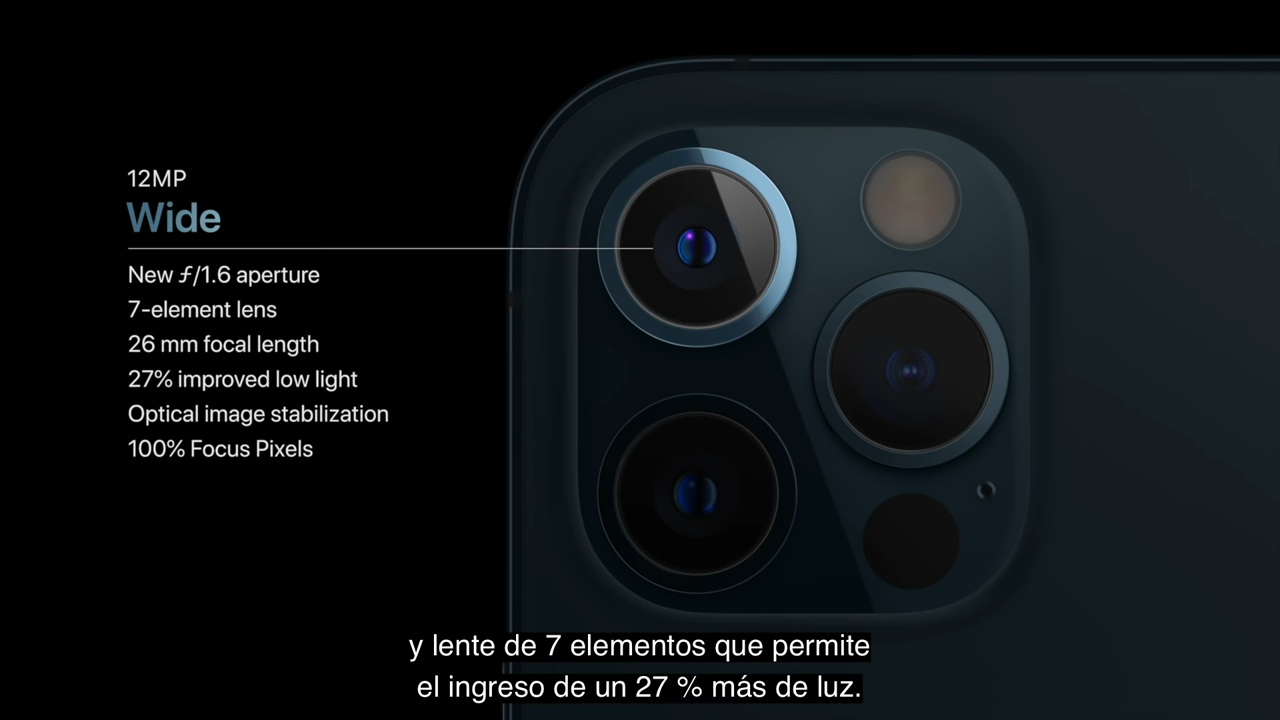 12MP
Wide
New ƒ/1.6 aperture
7-element lens
26 mm focal length
27% improved low light
Optical image stabilization
100% Focus Pixels
y lente de 7 elementos que permite
el ingreso de un 27 % más de luz.